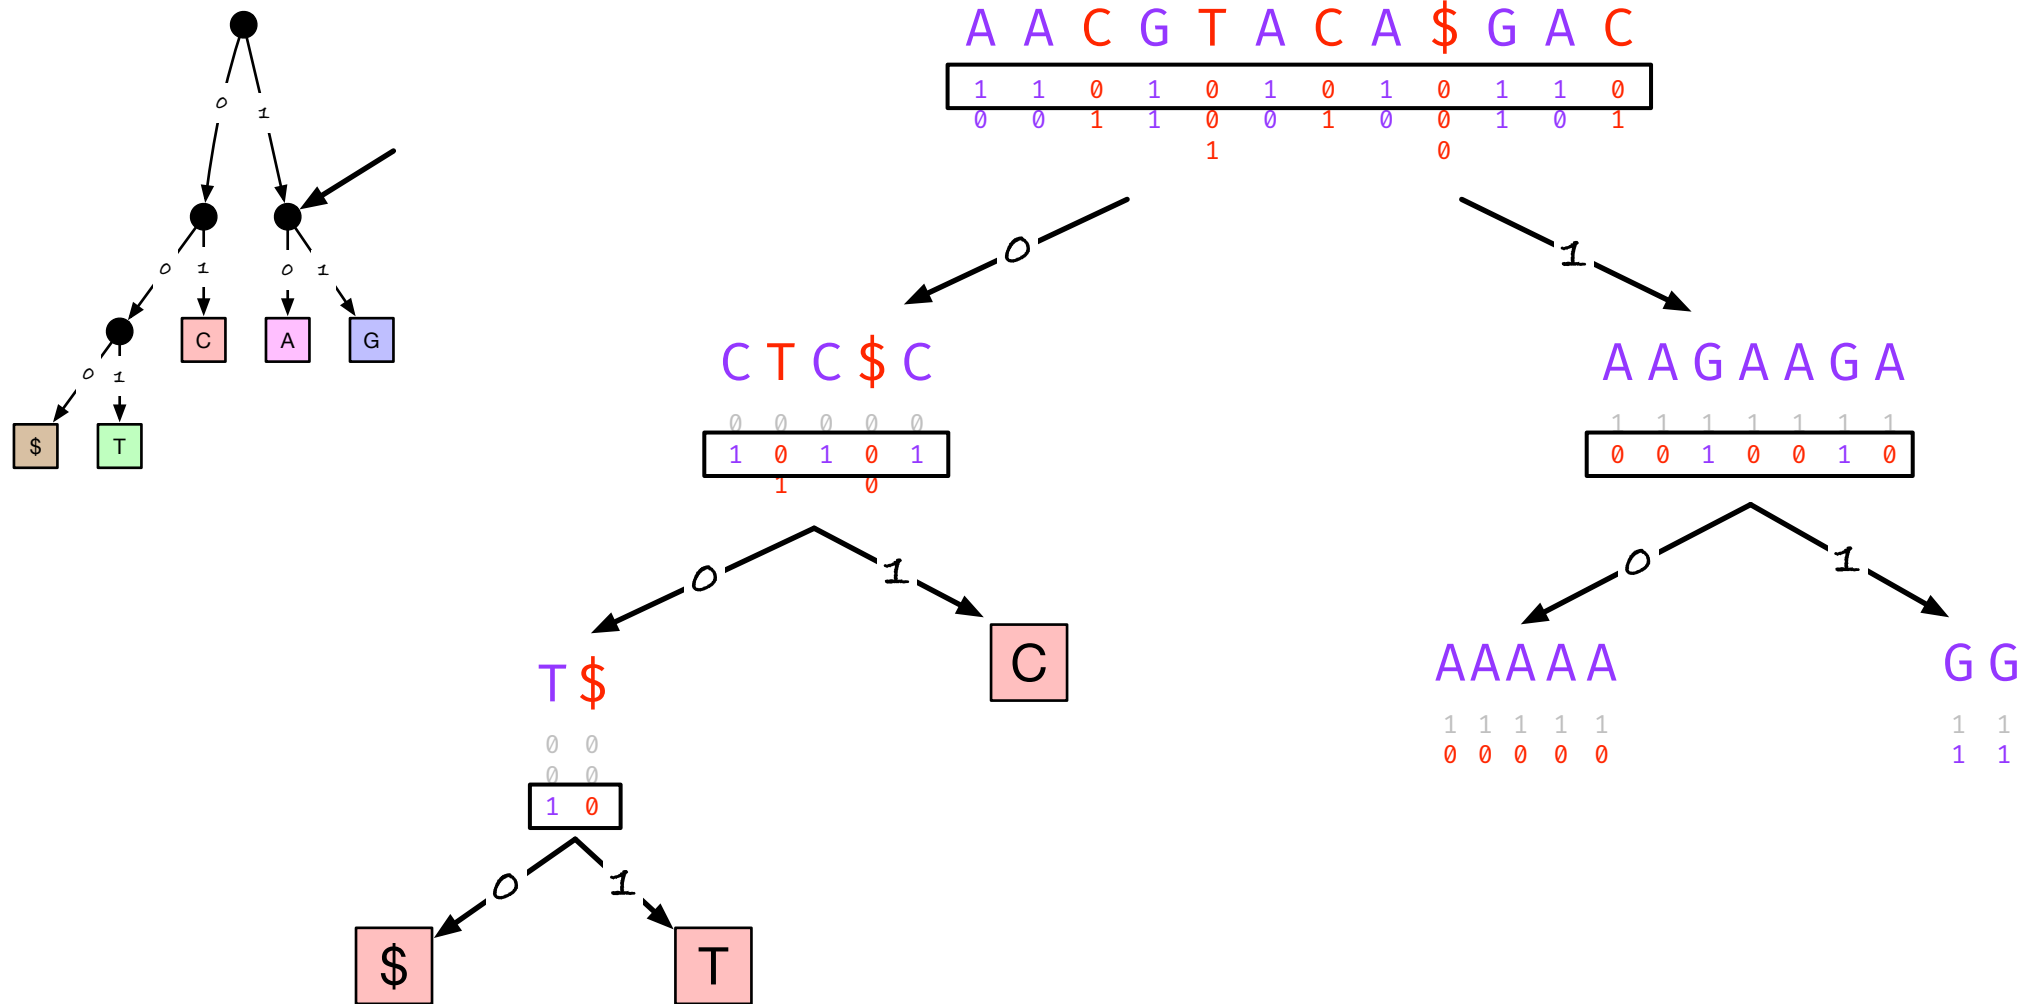 A A C G T A C A $ G A C
1 1 0 1 0 1 0 1 0 1 1 0
0 0 1 1 0 0 1 0 0 1 0 1
1 0
0 1
0 1
0 1 0 1
C A G
0 1
$ T
0 1
C T C $ C
0 0 0 0 0
1 0 1 0 1
1 0
A A G A A G A
1 1 1 1 1 1 1
0 0 1 0 0 1 0
0 1
0 1
T $
0 0
0 0
1 0
C
A A A A A
1 1 1 1 1
0 0 0 0 0
G G
1 1
1 1
0 1
$ T